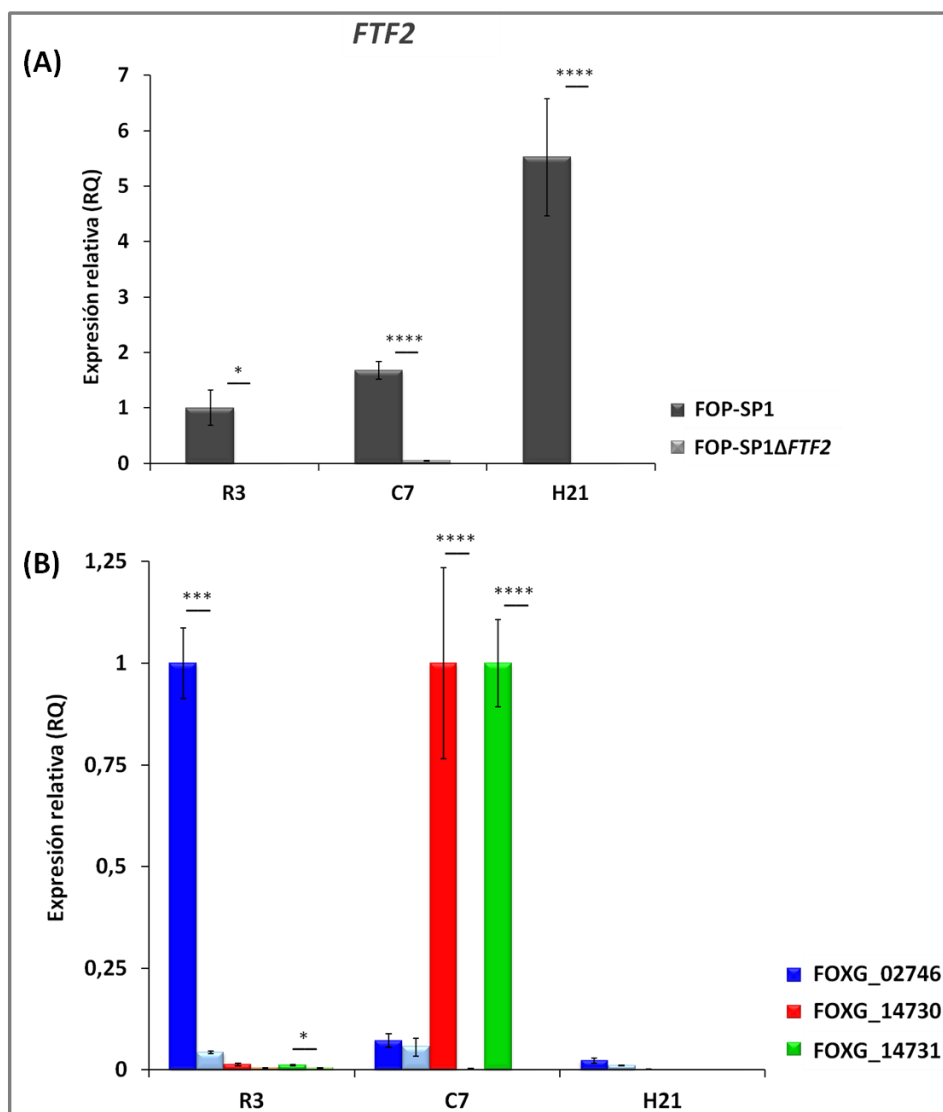 FTF2
(A)
Expresión relativa (RQ)
7
6
5
4
3
2
1
0
*
****
****
R3
C7
H21
FOP-SP1
FOP-SP1ΔFTF2
(B)
Expresión relativa (RQ)
1,25
1
0,75
0,5
0,25
0
***
*
****
****
R3
C7
H21
FOXG_02746
FOXG_14730
FOXG_14731